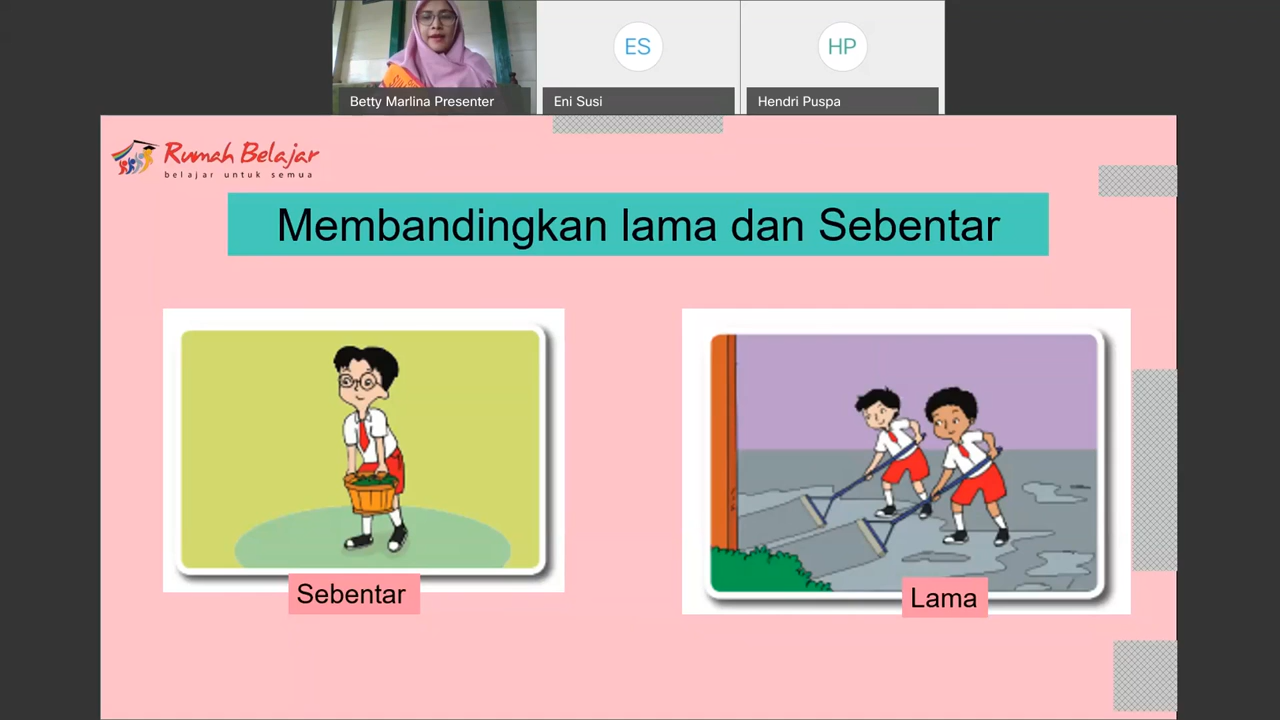 Betty Marlina Presenter
ES
Eni Susi
HP
Hendri Puspa
Rumah Belajar
belajar untuk semua
Membandingkan lama dan Sebentar
Sebentar
Lama